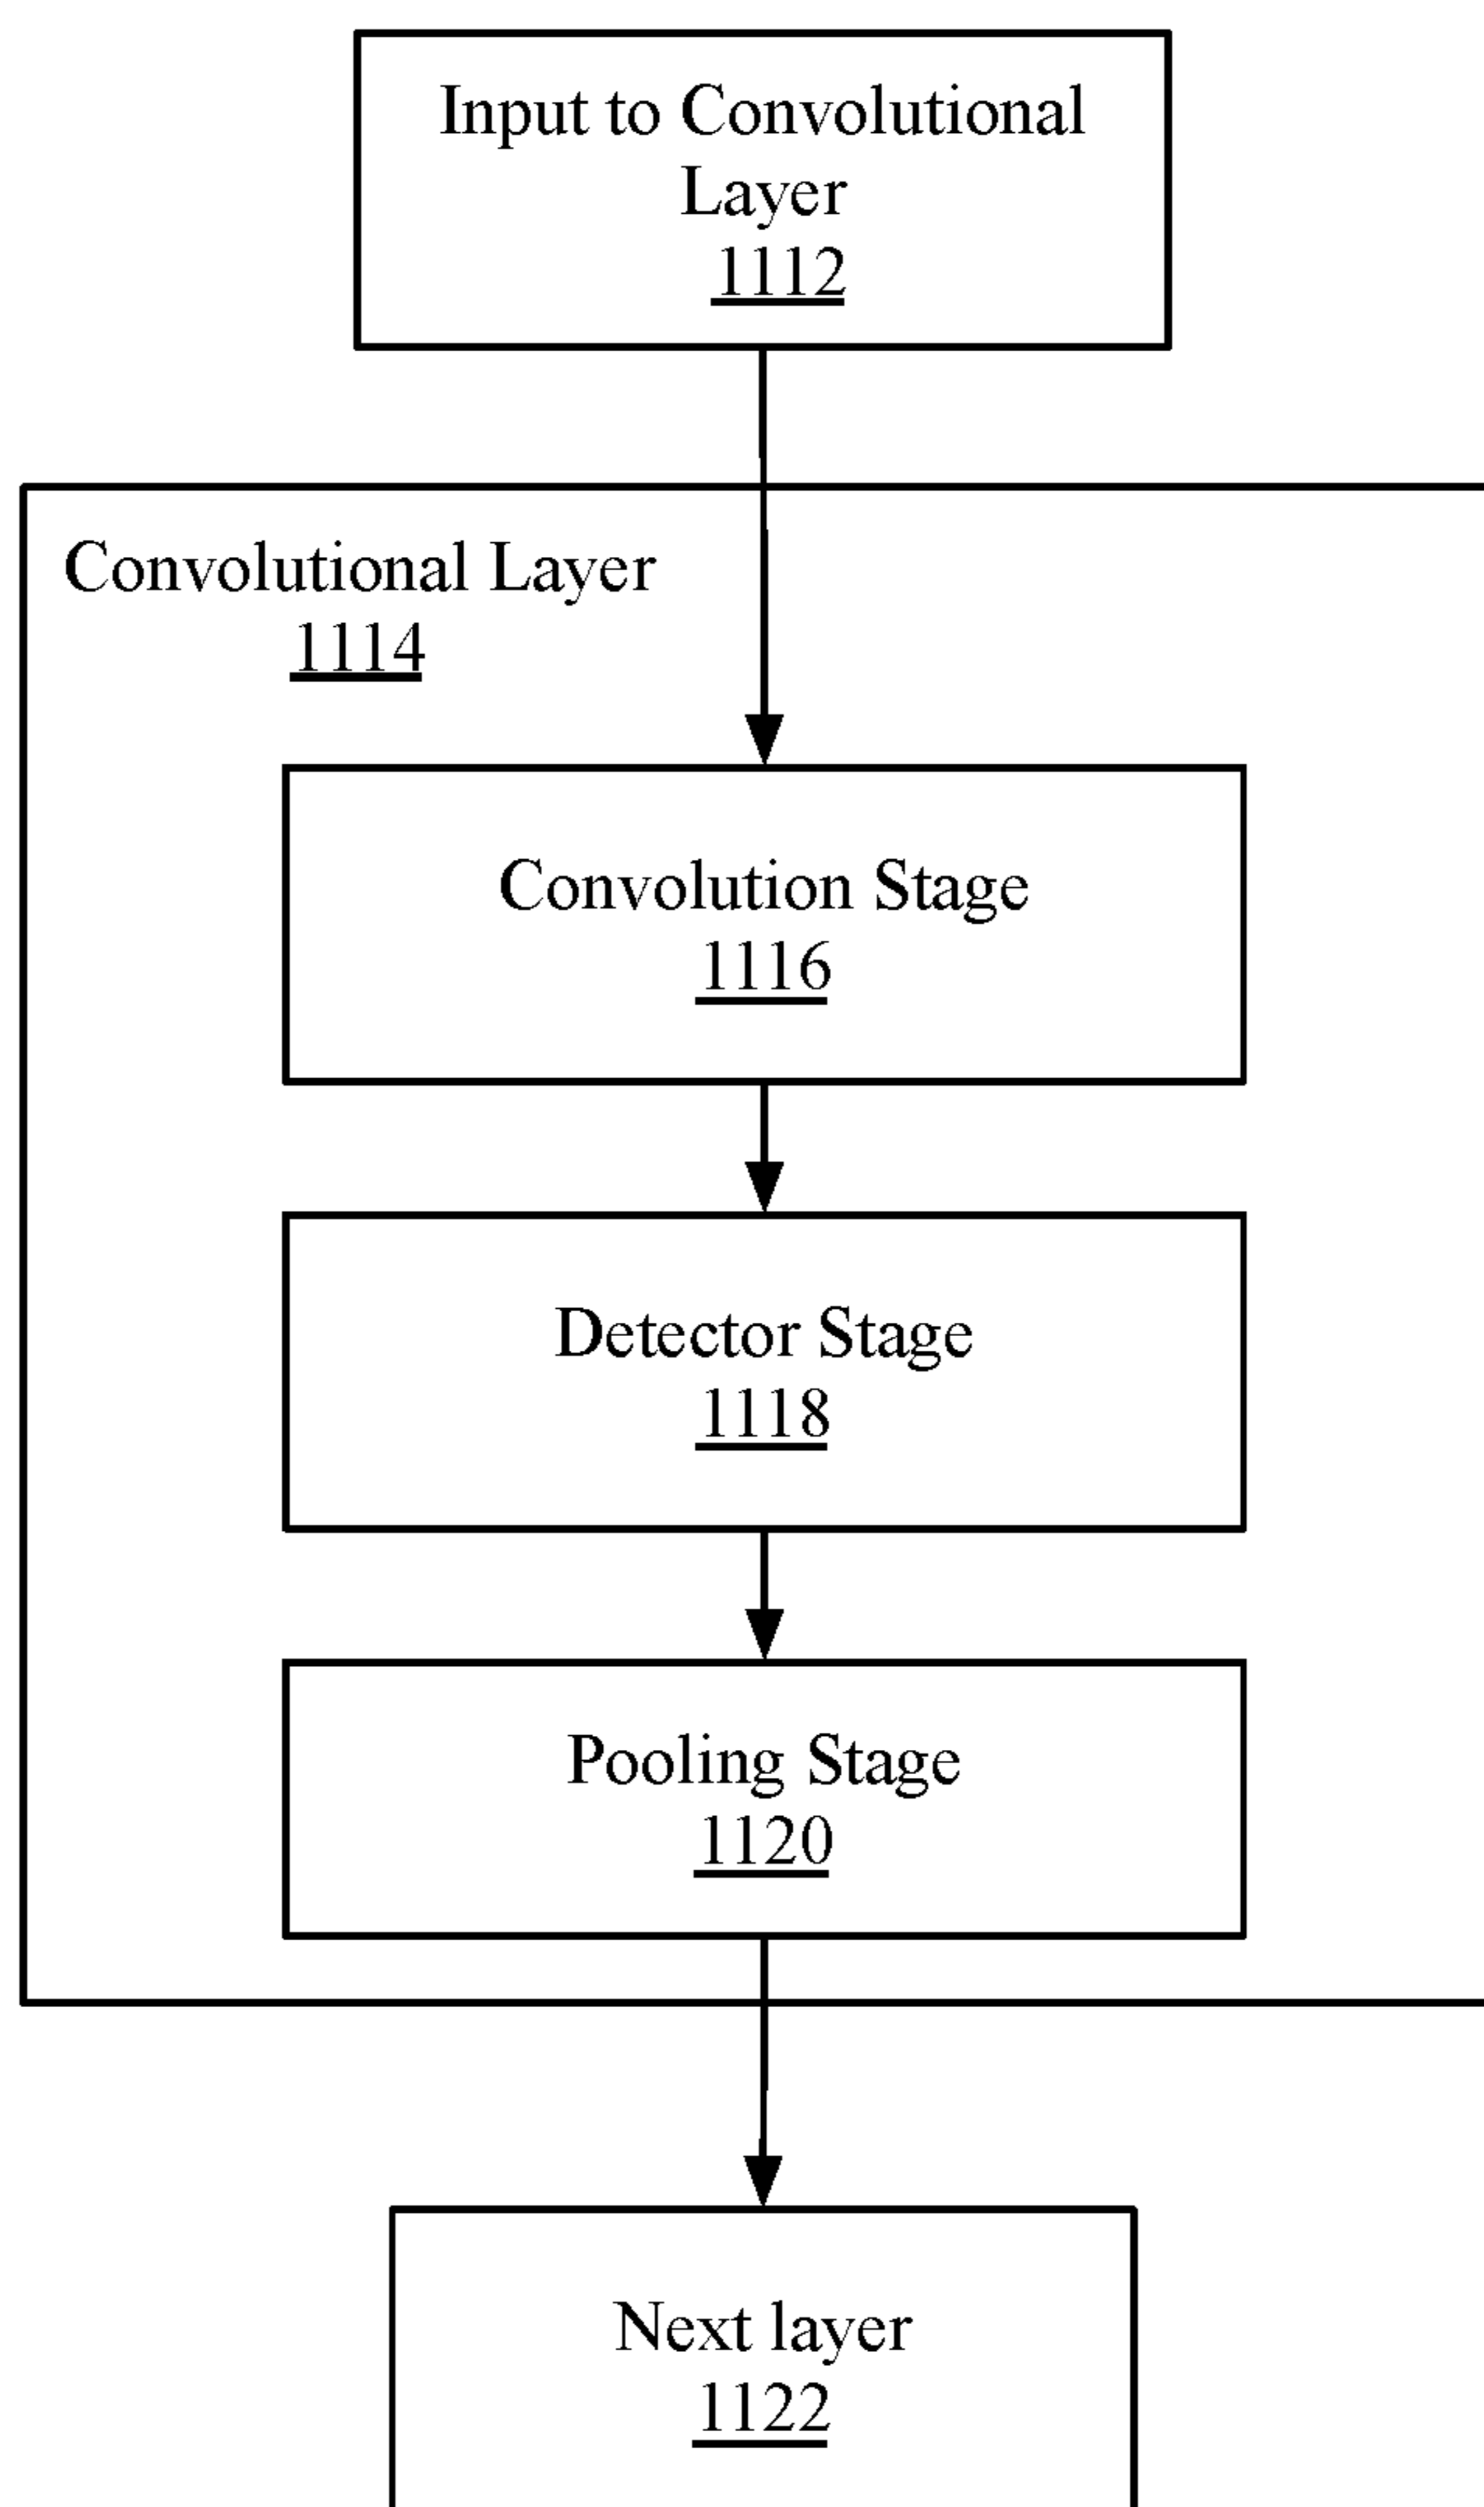 Input to Convolutional
Layer
1112
Convolutional Layer
1114
Convolution Stage
1116
Detector Stage
1118
Pooling Stage
1120
Next layer
1122